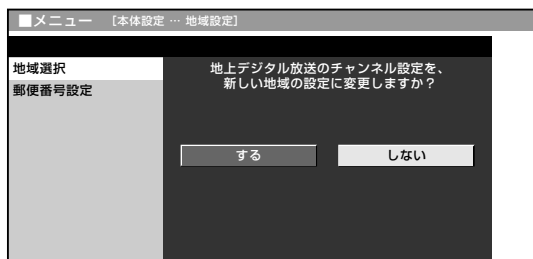 ■メニュー [本体設定 … 地域設定]
地域選択
郵便番号設定
地上デジタル放送のチャンネル設定を、
新しい地域の設定に変更しますか？
する しない